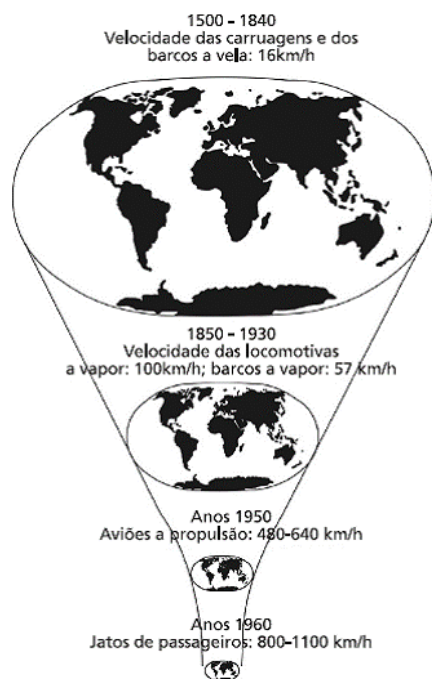 1500 - 1840
Velocidade das carruagens e dos
barcos a vela: 16km/h
1850 - 1930
Velocidade das locomotivas
a vapor: 100km/h; barcos a vapor: 57 km/h
Anos 1950
Aviões a propulsão: 480-640 km/h
Anos 1960
Jatos de passageiros: 800-1100 km/h